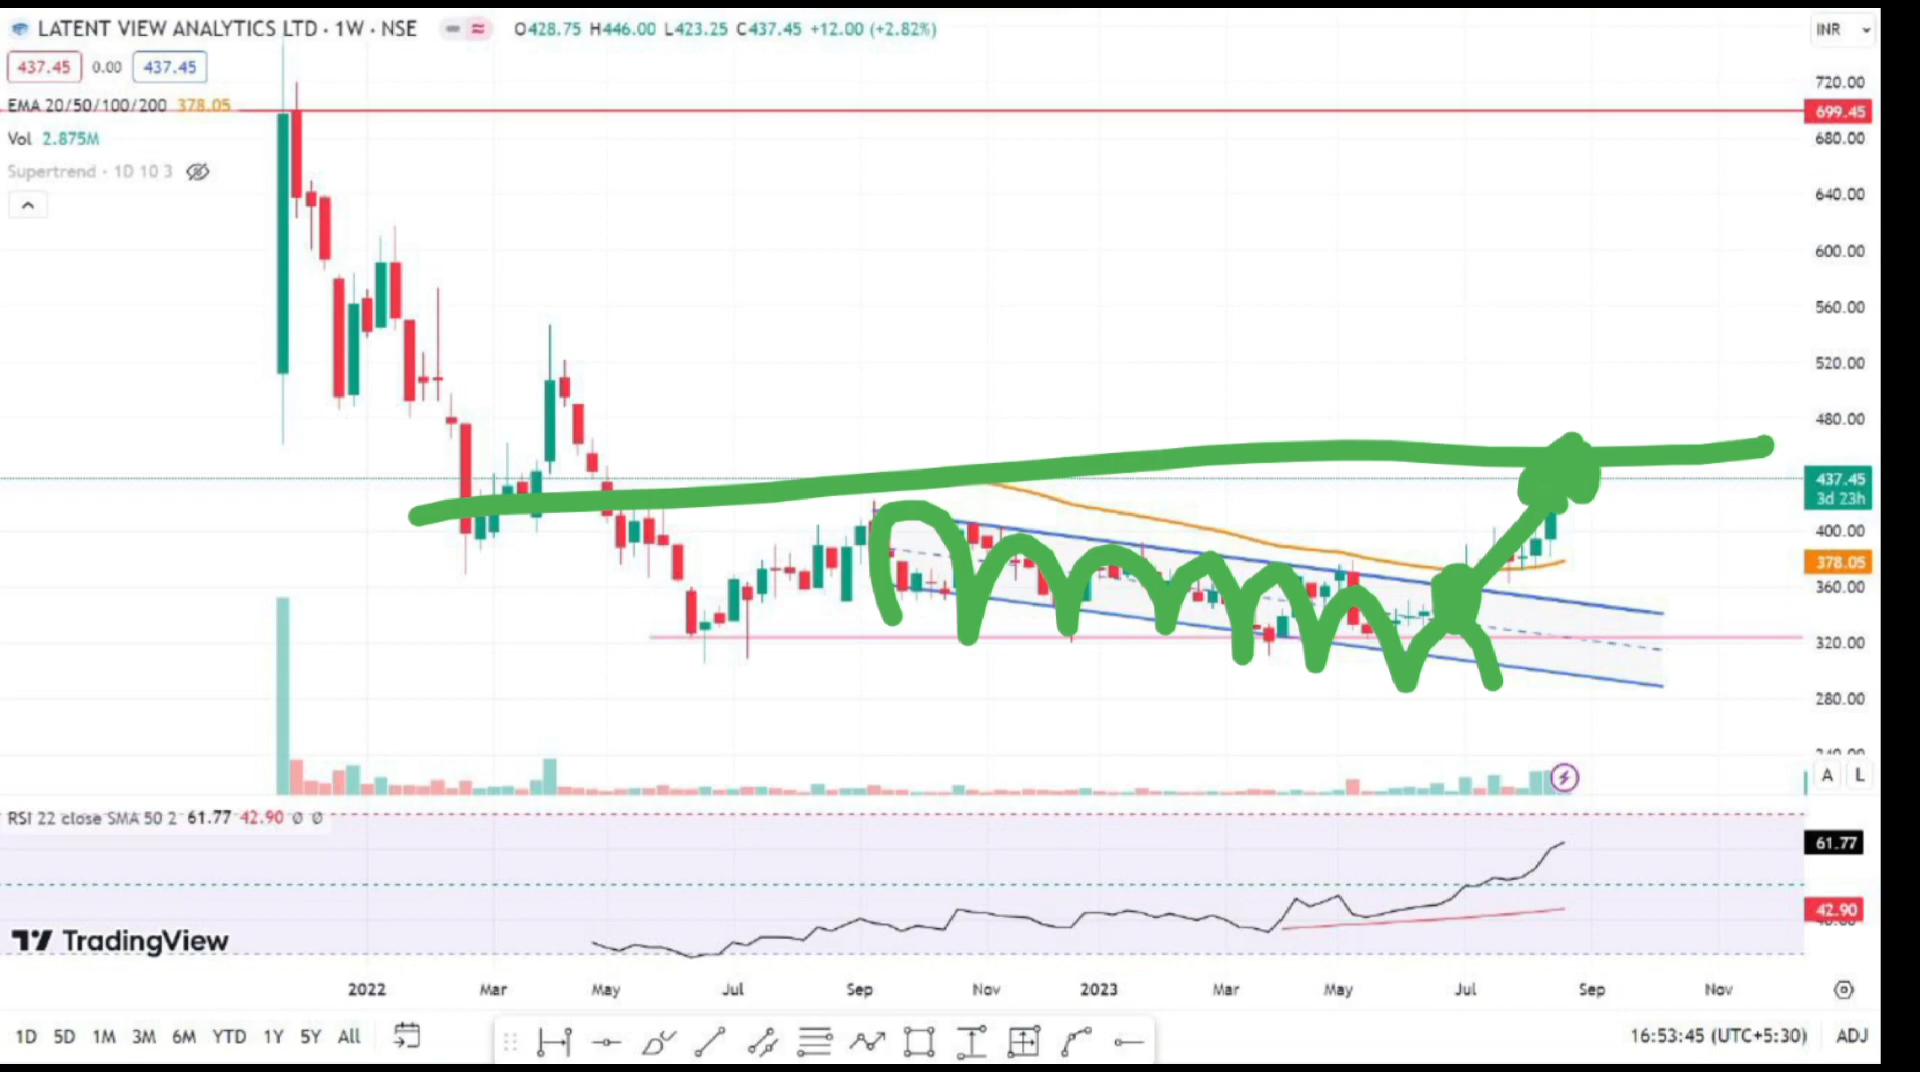 LATENT VIEW ANALYTICS LTD · 1W · NSE O428.75 H446.00 L423.25 C437.45 +12.00 (+2.82%) INR
437.45 0.00 437.45
EMA 20/50/100/200 378.05
Vol 2.875M
Supertrend · 1D 10 3
720.00
699.45
680.00
640.00
600.00
560.00
520.00
480.00
437.45
3d 23h
400.00
378.05
360.00
320.00
280.00
A L
RSI 22 close SMA 50 2 61.77 42.90 ∅ ∅
61.77
42.90
TradingView
2022 Mar May Jul Sep Nov 2023 Mar May Jul Sep Nov
1D 5D 1M 3M 6M YTD 1Y 5Y All 16:53:45 (UTC+5:30) ADJ